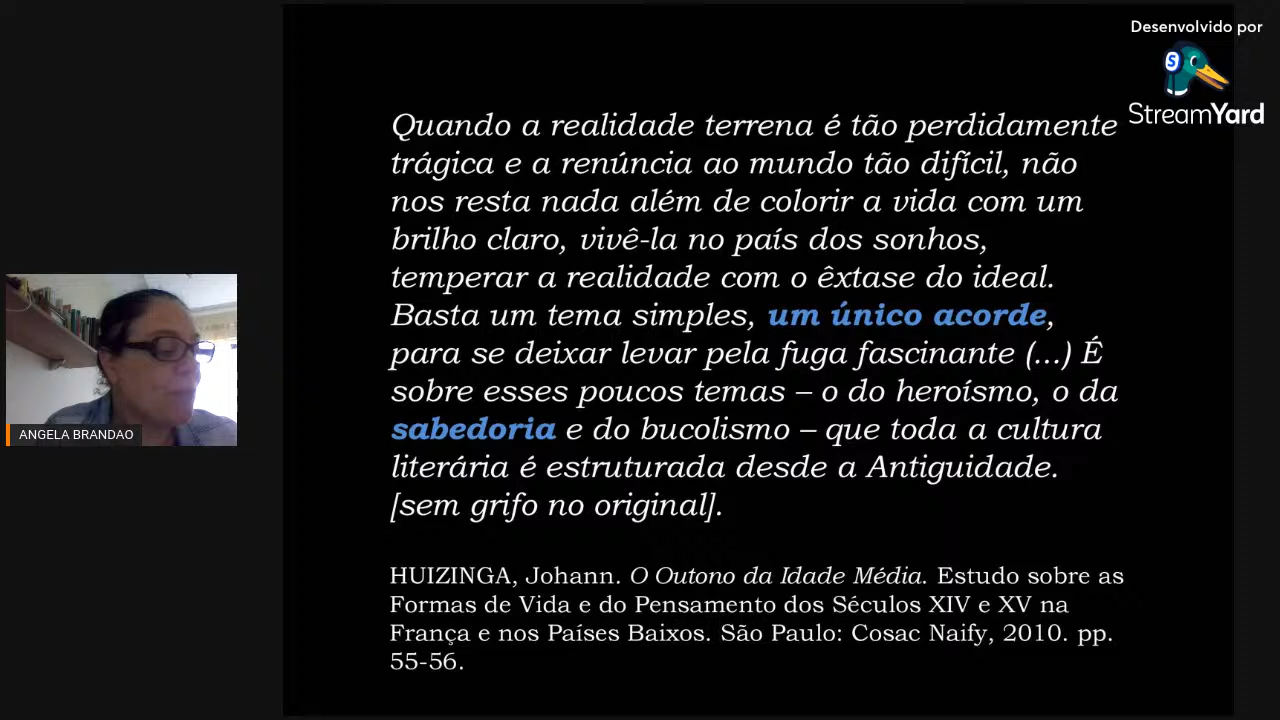 Desenvolvido por
StreamYard
Quando a realidade terrena é tão perdidamente
trágica e a renúncia ao mundo tão difícil, não
nos resta nada além de colorir a vida com um
brilho claro, vivê-la no país dos sonhos,
temperar a realidade com o êxtase do ideal.
Basta um tema simples, um único acorde,
para se deixar levar pela fuga fascinante (...) É
sobre esses poucos temas – o do heroísmo, o da
sabedoria e do bucolismo – que toda a cultura
literária é estruturada desde a Antiguidade.
[sem grifo no original].
HUIZINGA, Johann. O Outono da Idade Média. Estudo sobre as
Formas de Vida e do Pensamento dos Séculos XIV e XV na
França e nos Países Baixos. São Paulo: Cosac Naify, 2010. pp.
55-56.
ANGELA BRANDAO